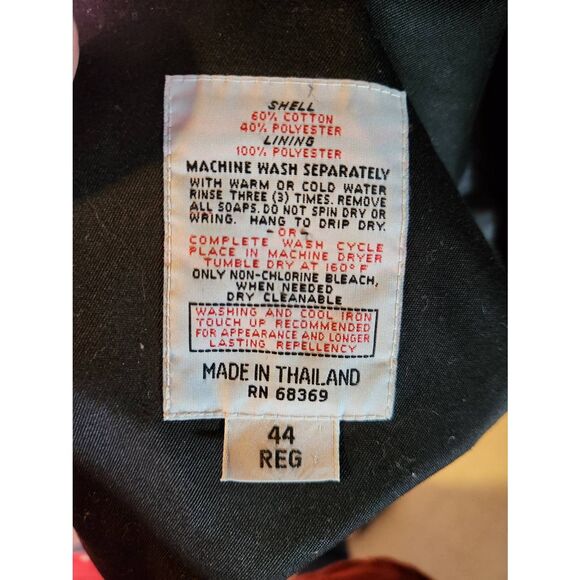 SHELL
60% COTTON
40% POLYESTER
LINING
100% POLYESTER
MACHINE WASH SEPARATELY
WITH WARM OR COLD WATER
RINSE THREE (3) TIMES. REMOVE
ALL SOAPS. DO NOT SPIN DRY OR
WRING. HANG TO DRIP DRY.
-OR-
COMPLETE WASH CYCLE
PLACE IN MACHINE DRYER
TUMBLE DRY AT 160° F
ONLY NON-CHLORINE BLEACH,
WHEN NEEDED
DRY CLEANABLE
WASHING AND COOL IRON
TOUCH UP RECOMMENDED
FOR APPEARANCE AND LONGER
LASTING REPELLENCY
MADE IN THAILAND
RN 68369
44
REG